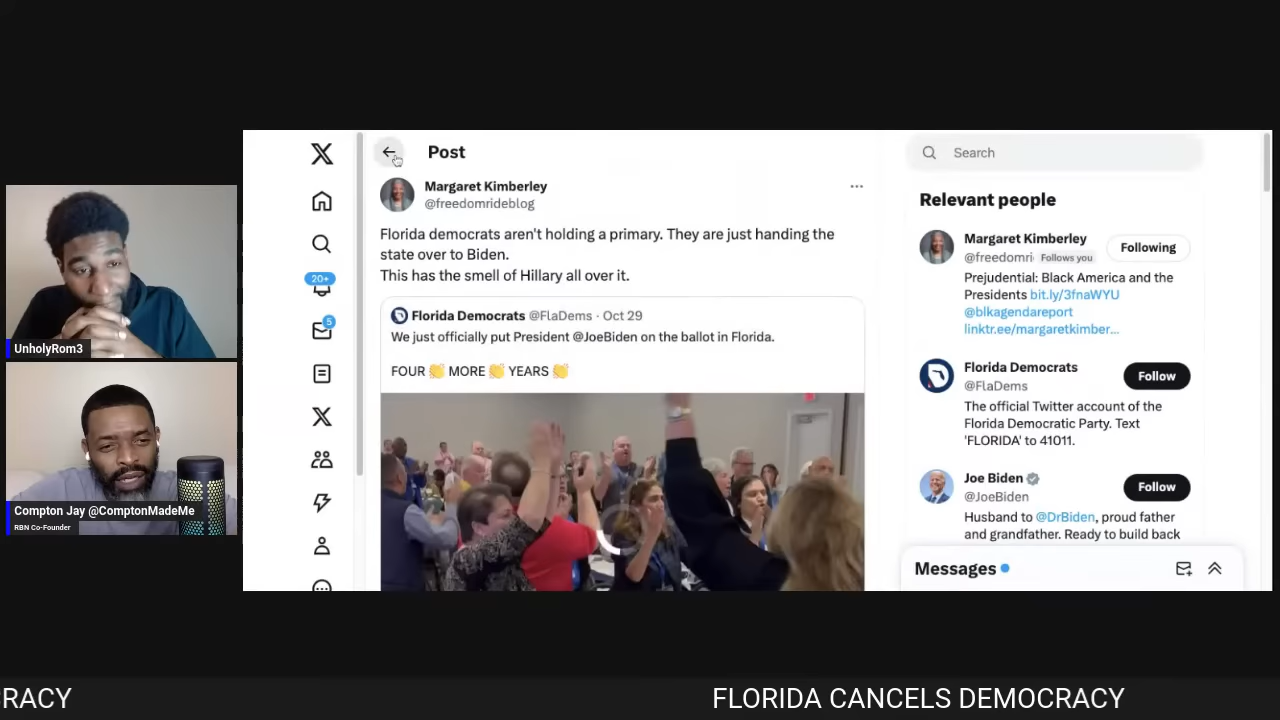 Post
Search
Margaret Kimberley
@freedomrideblog
Florida democrats aren't holding a primary. They are just handing the
state over to Biden.
This has the smell of Hillary all over it.
Florida Democrats @FlaDems · Oct 29
We just officially put President @JoeBiden on the ballot in Florida.
FOUR 👏 MORE 👏 YEARS 👏
20+
5
Relevant people
Margaret Kimberley
@freedomri Follows you
Following
Prejudential: Black America and the
Presidents bit.ly/3fnaWYU
@blkagendareport
linktr.ee/margaretkimber...
Florida Democrats
@FlaDems
Follow
The official Twitter account of the
Florida Democratic Party. Text
'FLORIDA' to 41011.
Joe Biden
@JoeBiden
Follow
Husband to @DrBiden, proud father
and grandfather. Ready to build back
Messages
UnholyRom3
Compton Jay @ComptonMadeMe
RBN Co-Founder
RACY FLORIDA CANCELS DEMOCRACY